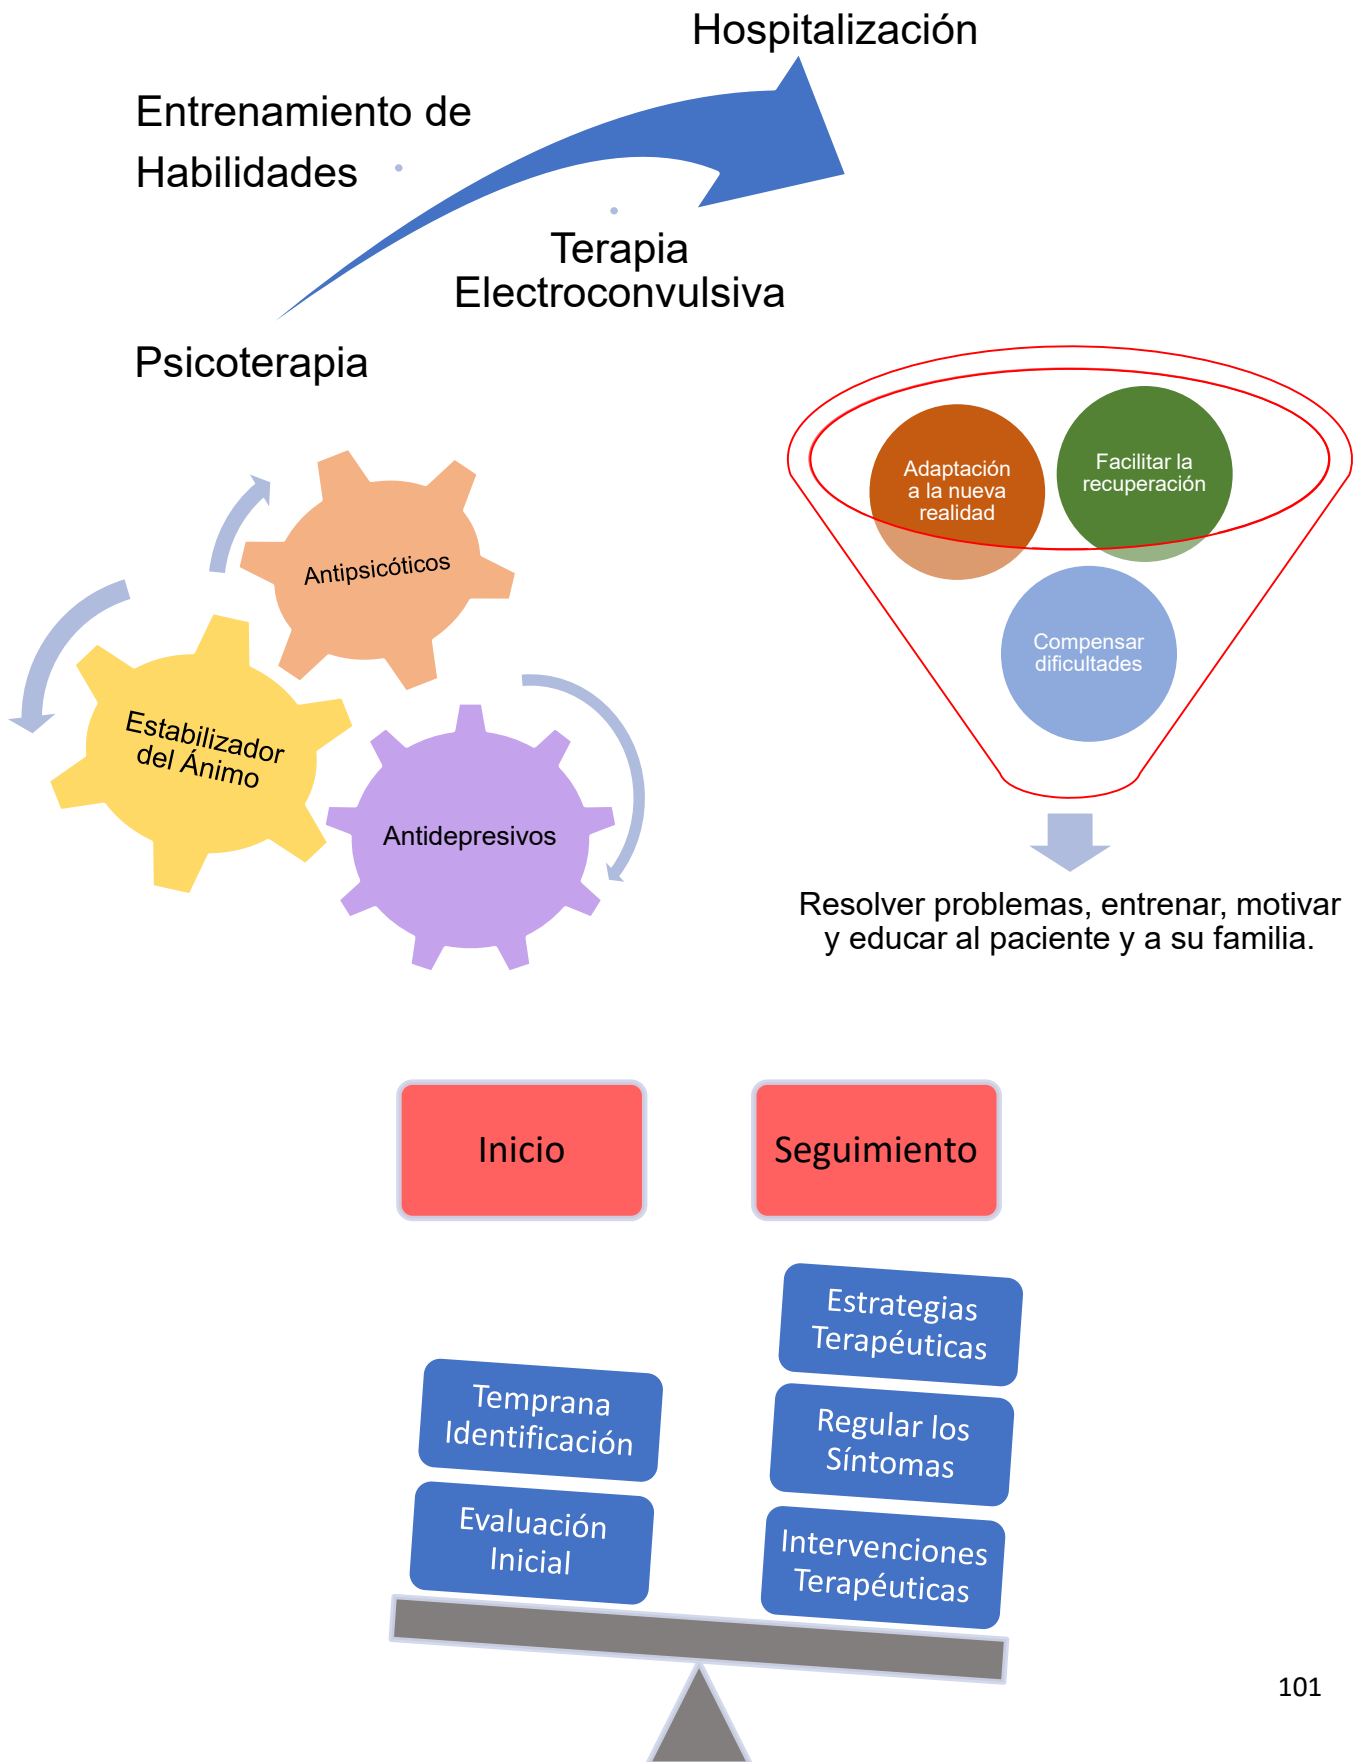 Hospitalización
Entrenamiento de
Habilidades
Terapia
Electroconvulsiva
Psicoterapia
Antipsicóticos
Estabilizador
del Ánimo
Antidepresivos
Adaptación
a la nueva
realidad
Facilitar la
recuperación
Compensar
dificultades
Resolver problemas, entrenar, motivar
y educar al paciente y a su familia.
Inicio
Seguimiento
Temprana
Identificación
Evaluación
Inicial
Estrategias
Terapéuticas
Regular los
Síntomas
Intervenciones
Terapéuticas
101